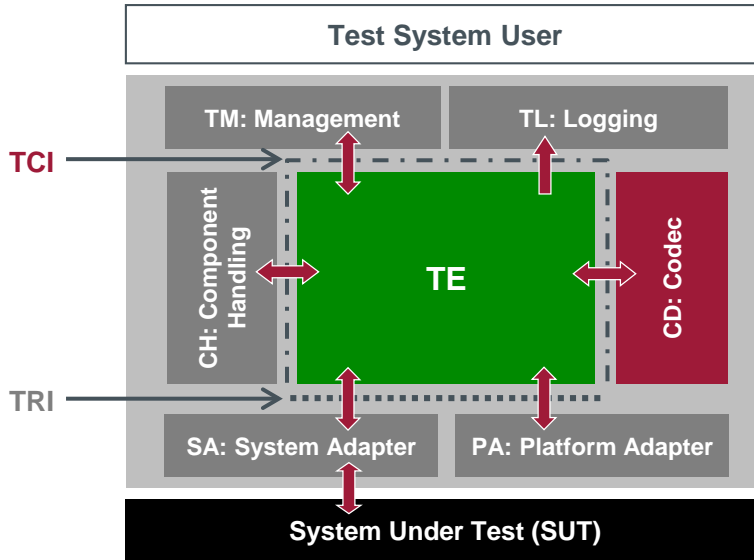 Test System User
TM: Management
TL: Logging
TCI
CH: Component
Handling
TE
CD: Codec
TRI
SA: System Adapter
PA: Platform Adapter
System Under Test (SUT)